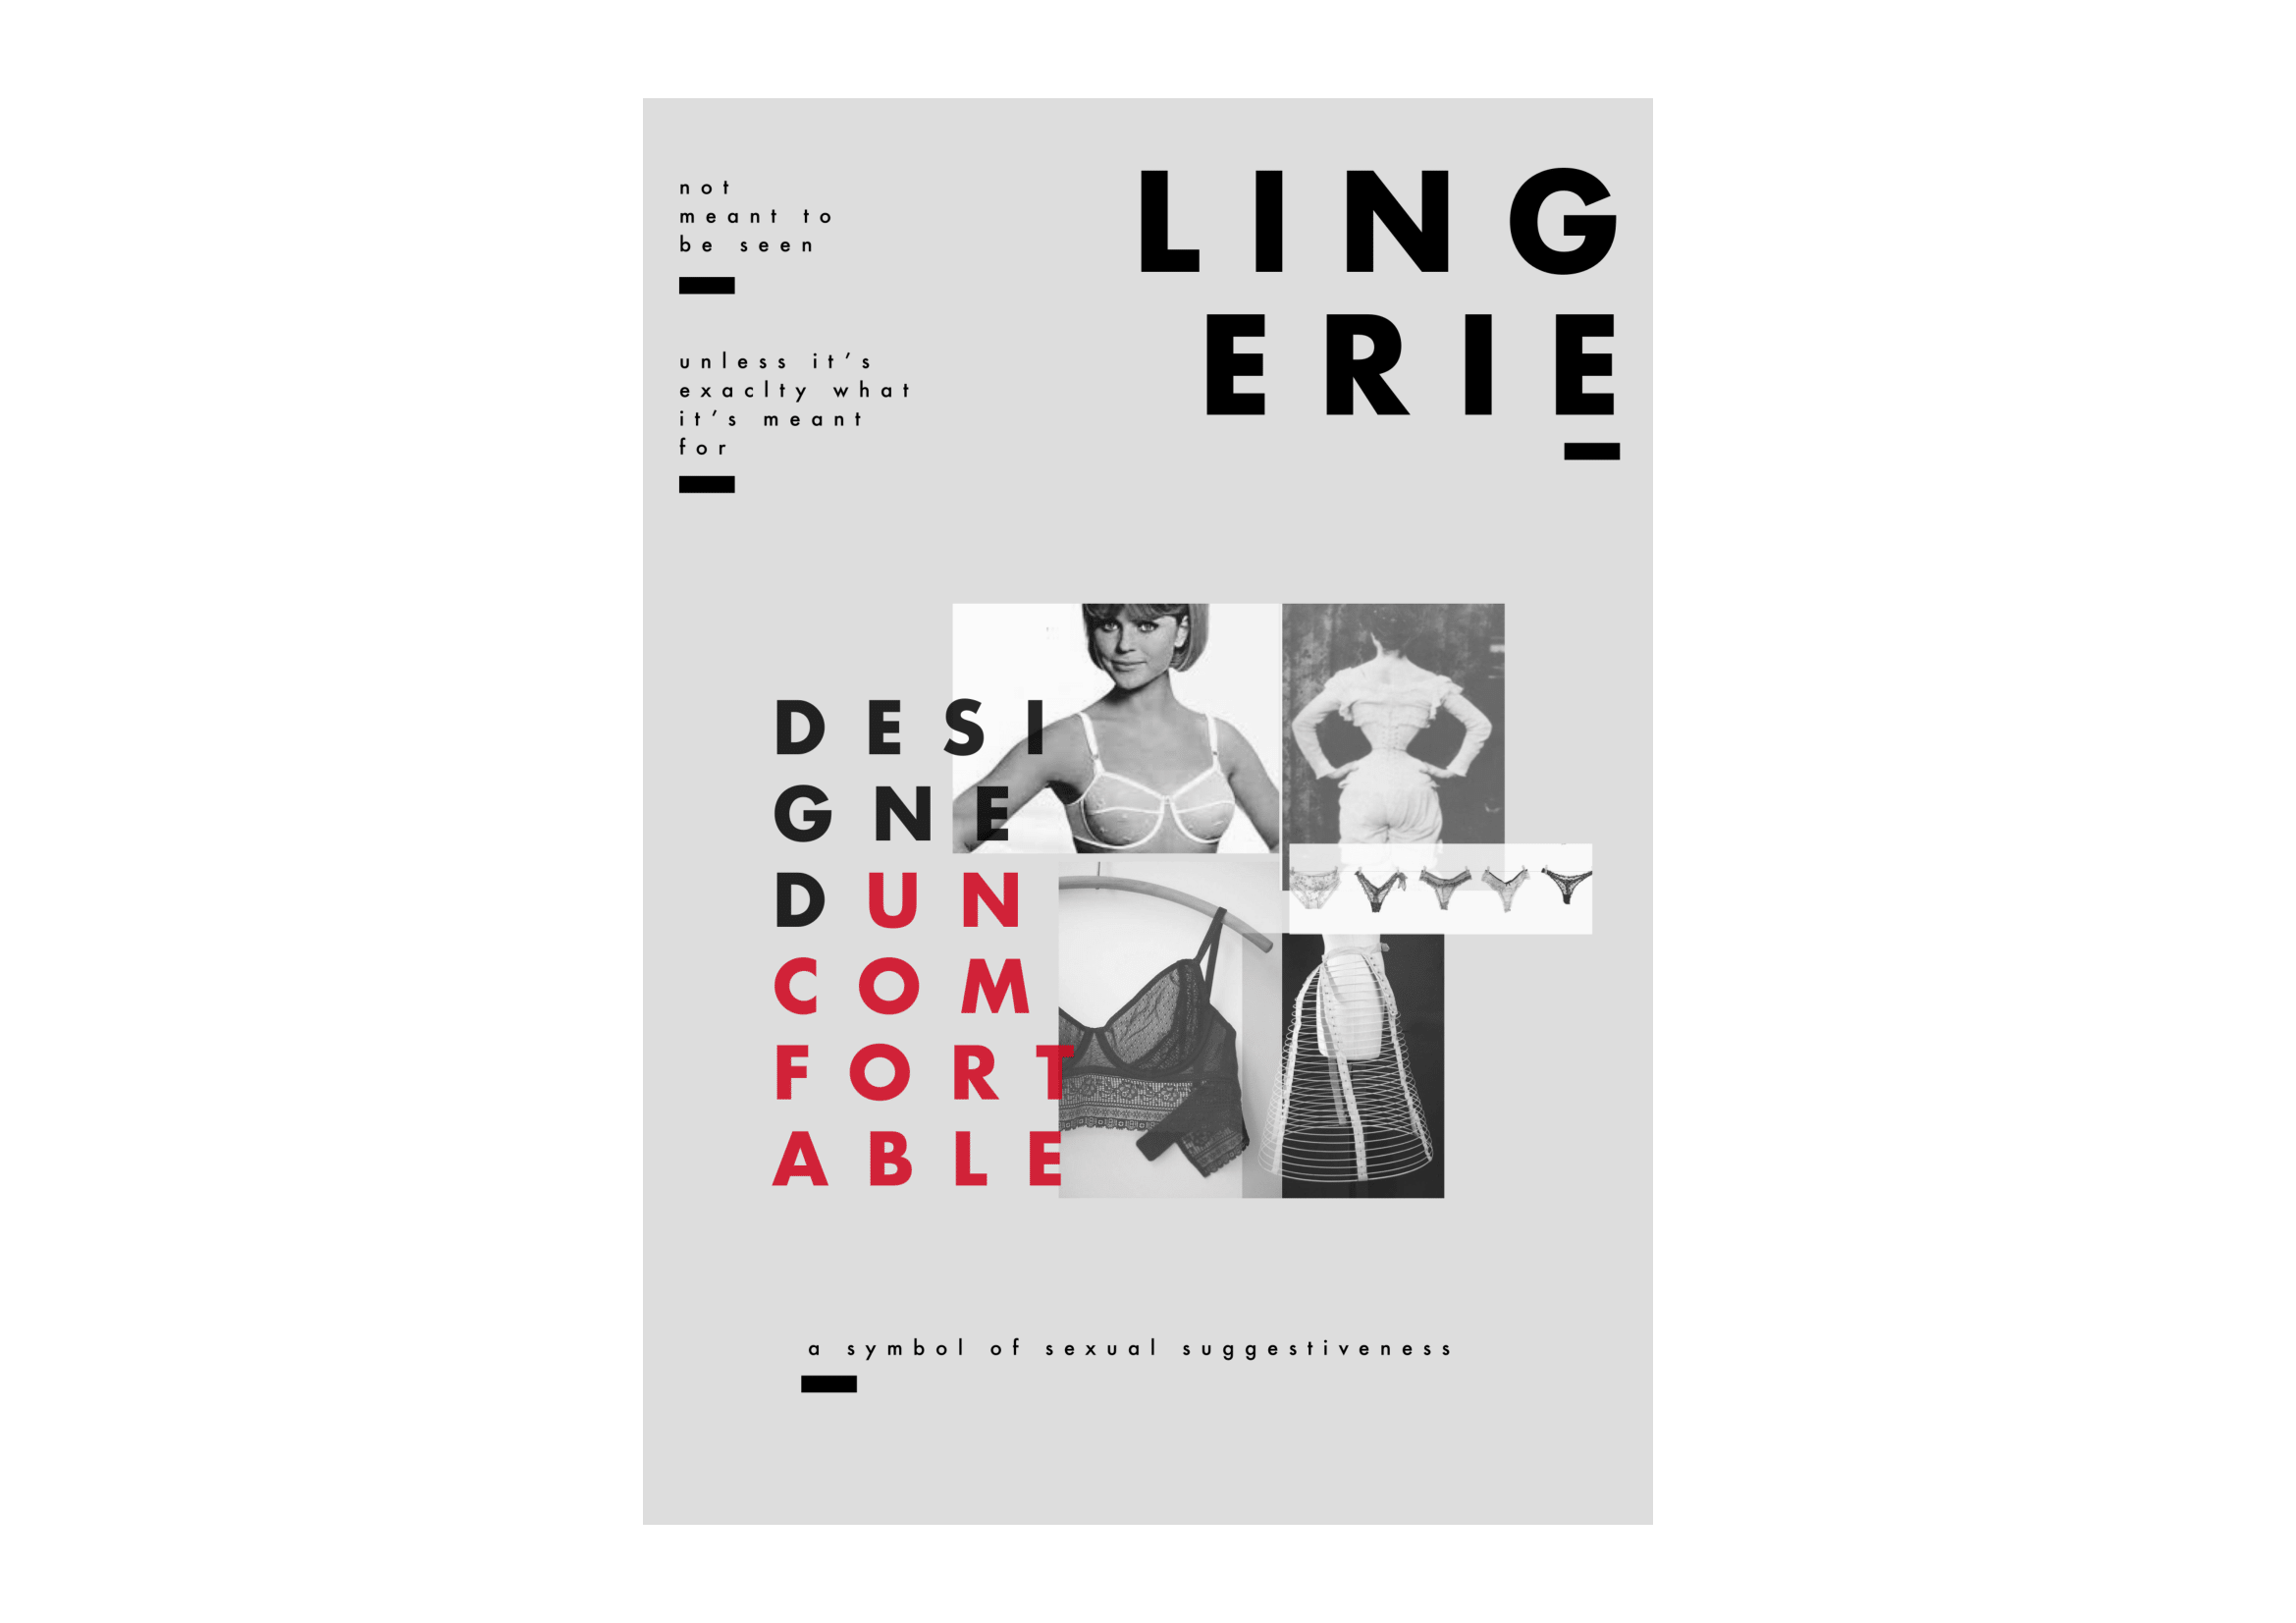 not
meant to
be seen
unless it's
exaclty what
it's meant
for
LING
ERIE
DESI
GNE
D UN
COM
FORT
ABLE
a symbol of sexual suggestiveness